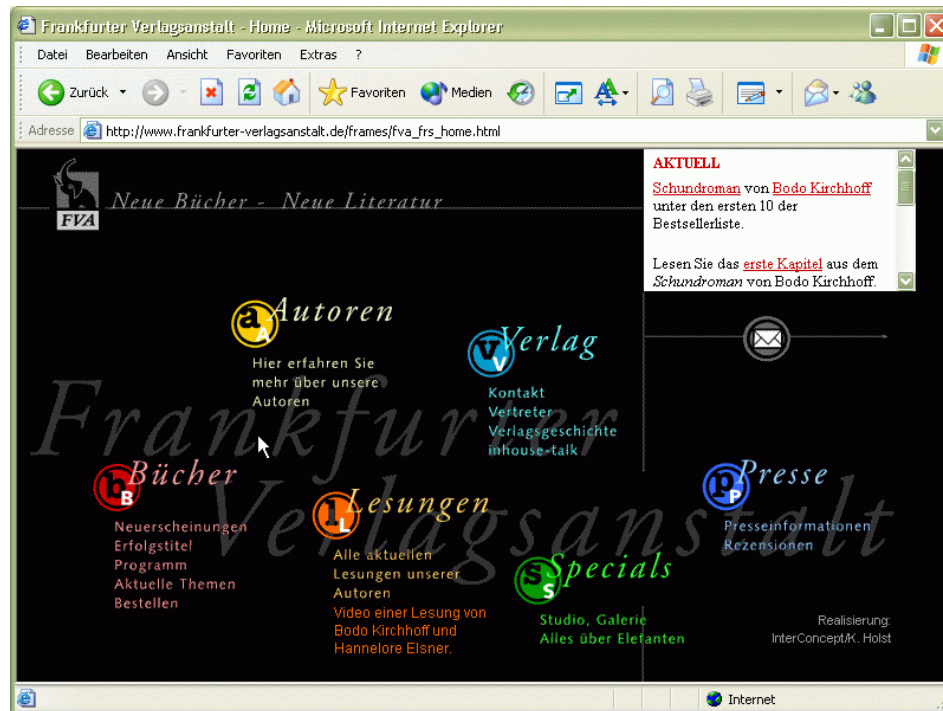 Frankfurter Verlagsanstalt - Home - Microsoft Internet Explorer
Datei Bearbeiten Ansicht Favoriten Extras ?
Zurück Favoriten Medien
Adresse http://www.frankfurter-verlagsanstalt.de/frames/fva_frs_home.html
FVA
Neue Bücher - Neue Literatur
AKTUELL
Schundroman von Bodo Kirchhoff
unter den ersten 10 der
Bestsellerliste.
Lesen Sie das erste Kapitel aus dem
Schundroman von Bodo Kirchhoff.
Frankfurter
Verlagsanstalt
a A Autoren
Hier erfahren Sie
mehr über unsere
Autoren
v V Verlag
Kontakt
Vertreter
Verlagsgeschichte
inhouse-talk
b B Bücher
Neuerscheinungen
Erfolgstitel
Programm
Aktuelle Themen
Bestellen
l L Lesungen
Alle aktuellen
Lesungen unserer
Autoren
Video einer Lesung von
Bodo Kirchhoff und
Hannelore Elsner.
p P Presse
Presseinformationen
Rezensionen
s S Specials
Studio, Galerie
Alles über Elefanten
Realisierung:
InterConcept/K. Holst
Internet